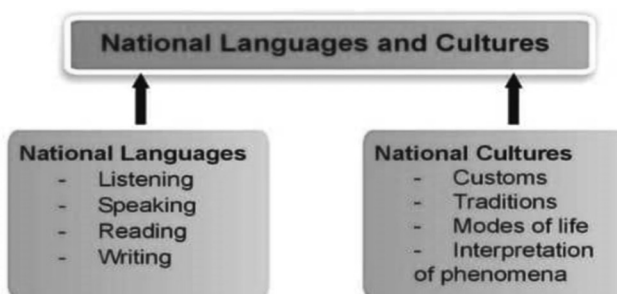 National Languages and Cultures
National Languages
- Listening
- Speaking
- Reading
- Writing
National Cultures
- Customs
- Traditions
- Modes of life
- Interpretation
of phenomena